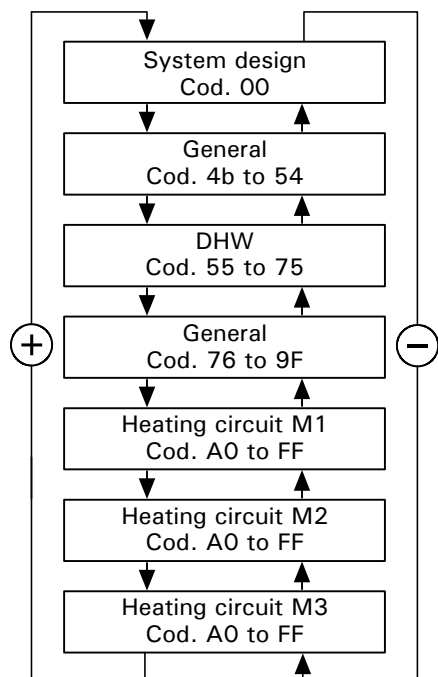 System design
Cod. 00
General
Cod. 4b to 54
DHW
Cod. 55 to 75
+
−
General
Cod. 76 to 9F
Heating circuit M1
Cod. A0 to FF
Heating circuit M2
Cod. A0 to FF
Heating circuit M3
Cod. A0 to FF